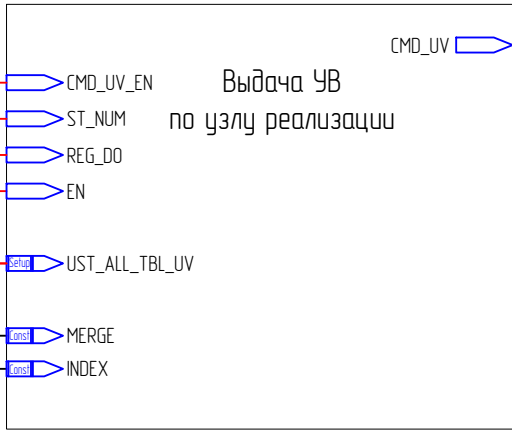 CMD_UV
Выдача УВ
по узлу реализации
CMD_UV_EN
ST_NUM
REG_DO
EN
Setup
UST_ALL_TBL_UV
Const
MERGE
Const
INDEX